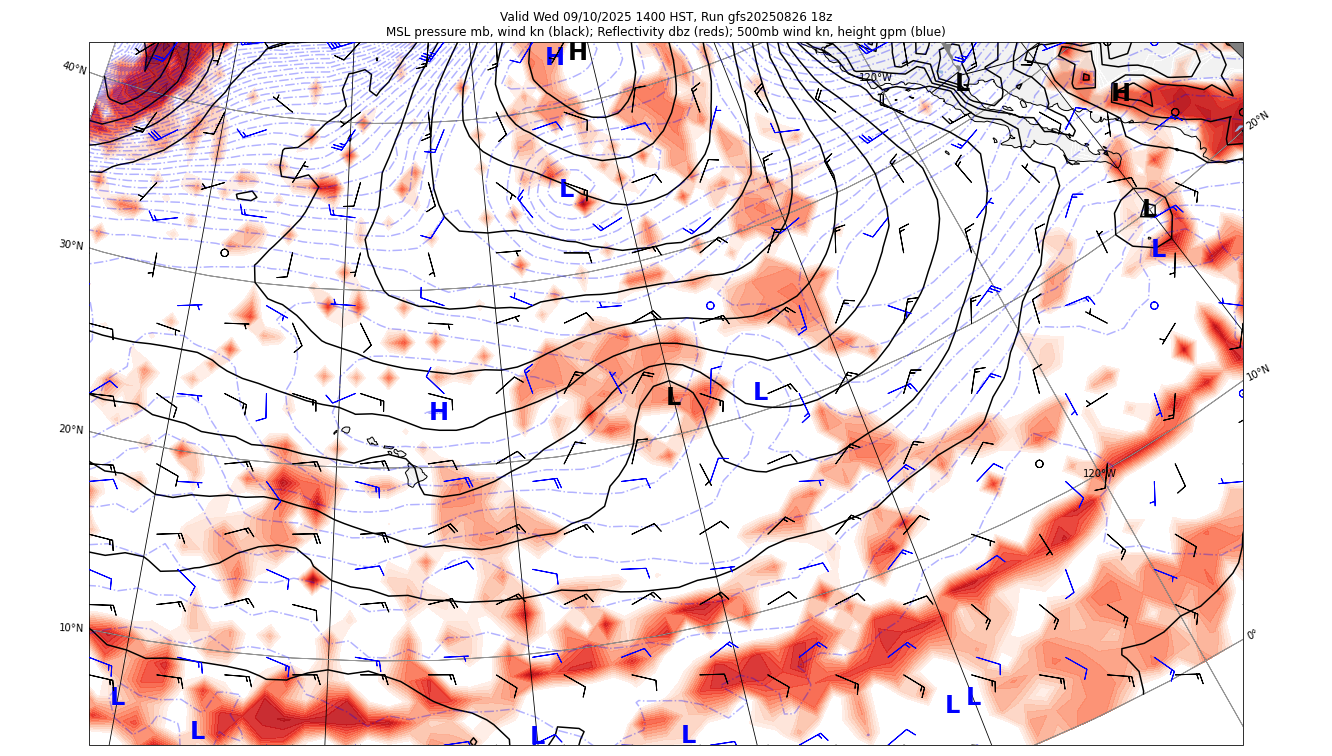 Valid Wed 09/10/2025 1400 HST, Run gfs20250826 18z
MSL pressure mb, wind kn (black); Reflectivity dbz (reds); 500mb wind kn, height gpm (blue)
H H
40°N
120°W
L
H
20°N
L
L
L
30°N
10°N
L
L
H
20°N
120°W
10°N
0°
L
L
L
L
L
L